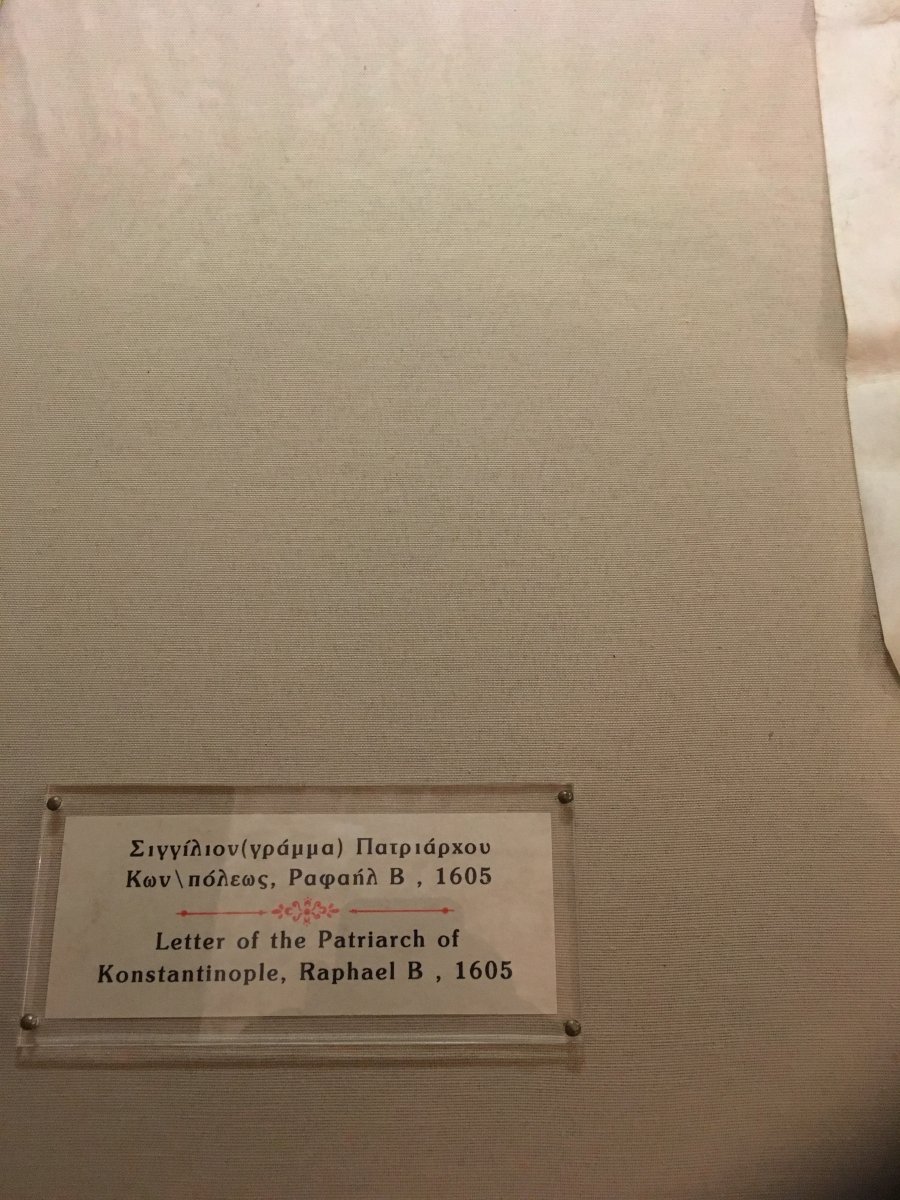 Σιγγίλιον(γράμμα) Πατριάρχου
Κων\πόλεως, Ραφαήλ Β , 1605
Letter of the Patriarch of
Konstantinople, Raphael B , 1605